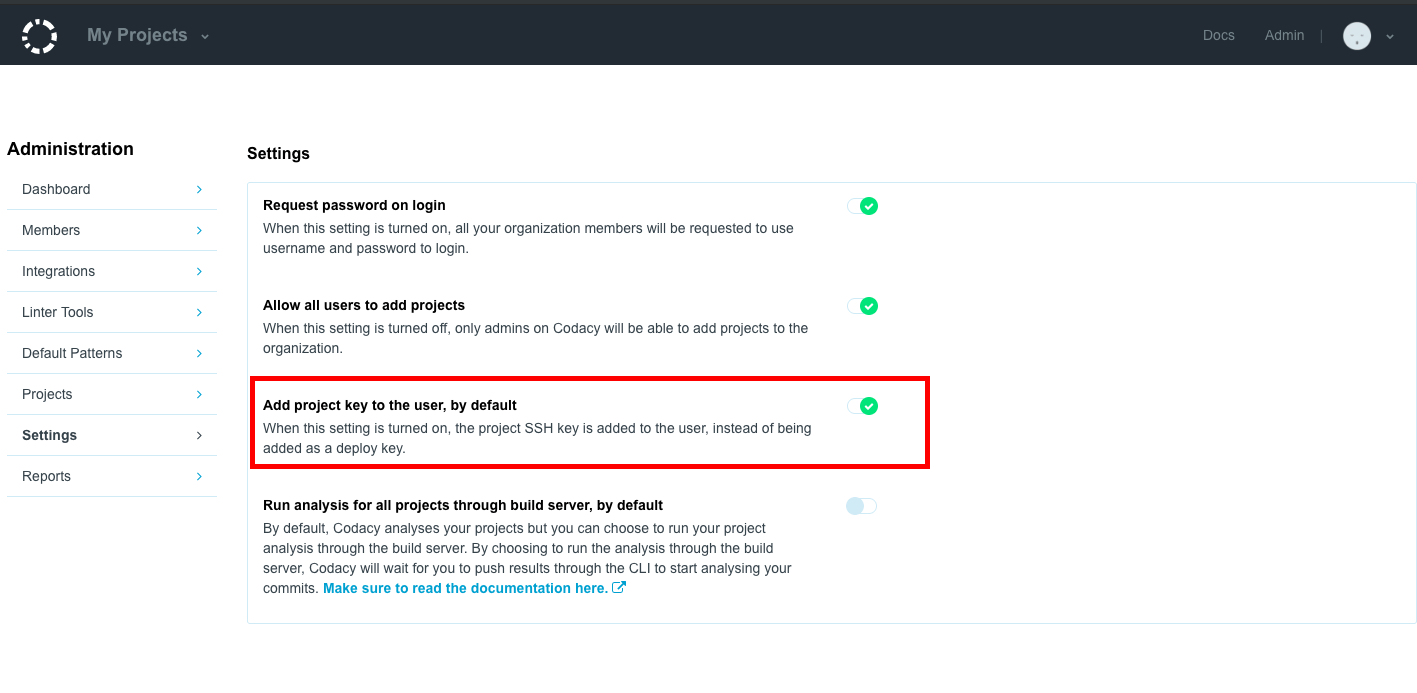 My Projects
Docs
Admin |
Administration
Dashboard
Members
Integrations
Linter Tools
Default Patterns
Projects
Settings
Reports
Settings
Request password on login
When this setting is turned on, all your organization members will be requested to use
username and password to login.
Allow all users to add projects
When this setting is turned off, only admins on Codacy will be able to add projects to the
organization.
Add project key to the user, by default
When this setting is turned on, the project SSH key is added to the user, instead of being
added as a deploy key.
Run analysis for all projects through build server, by default
By default, Codacy analyses your projects but you can choose to run your project
analysis through the build server. By choosing to run the analysis through the build
server, Codacy will wait for you to push results through the CLI to start analysing your
commits. Make sure to read the documentation here.